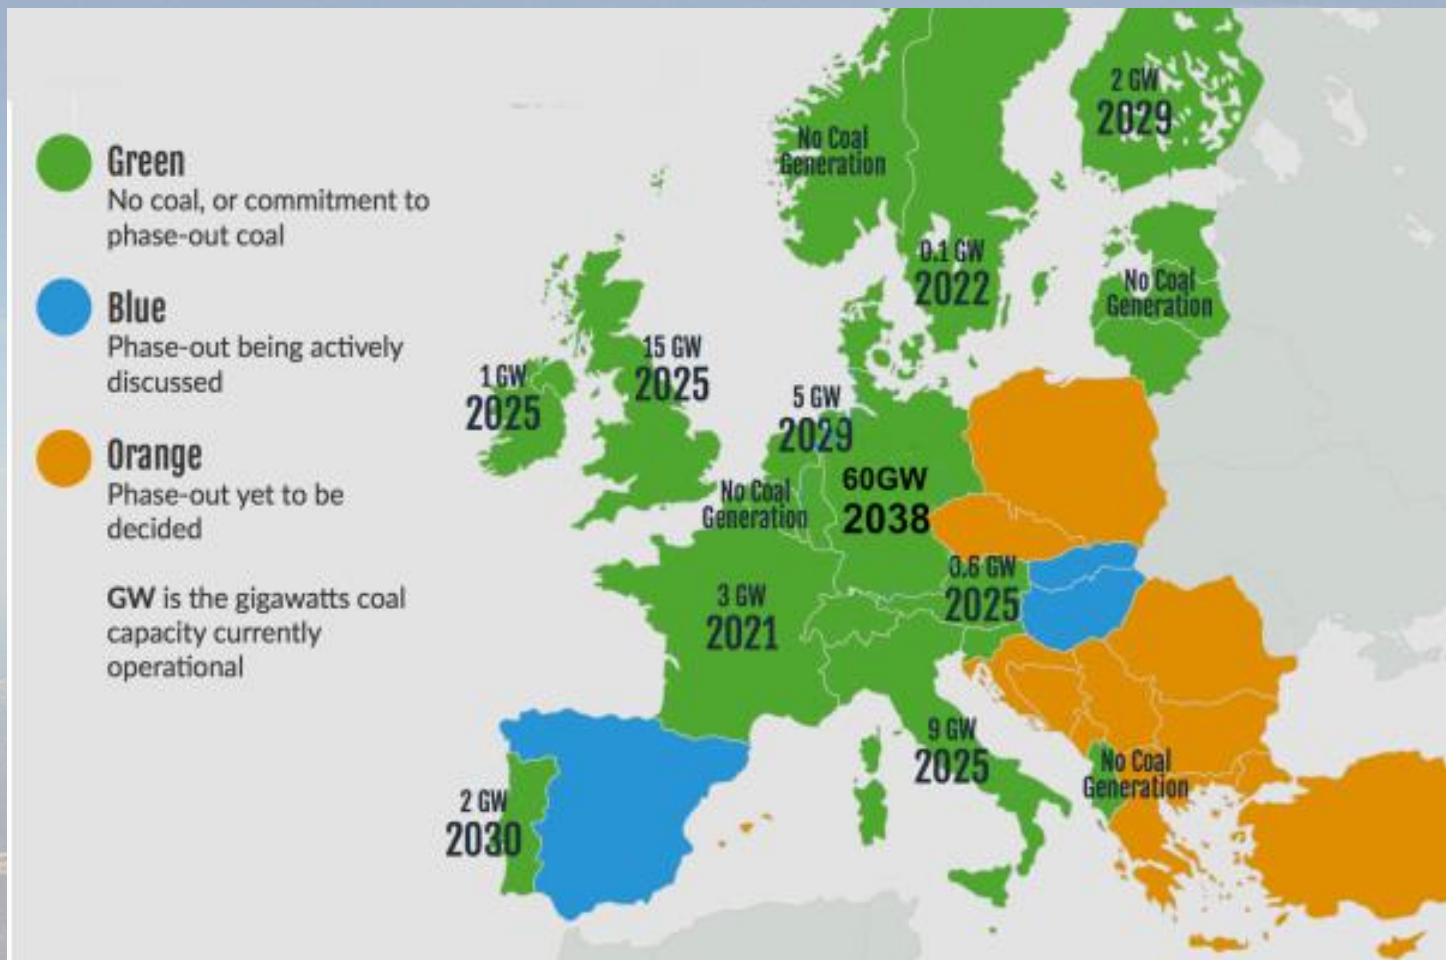 Green
No coal, or commitment to
phase-out coal
Blue
Phase-out being actively
discussed
Orange
Phase-out yet to be
decided
GW is the gigawatts coal
capacity currently
operational
2 GW
2029
No Coal
Generation
0.1 GW
2022
No Coal
Generation
15 GW
2025
1 GW
2025
5 GW
2029
60GW
2038
No Coal
Generation
0.6 GW
2025
3 GW
2021
9 GW
2025
No Coal
Generation
2 GW
2030